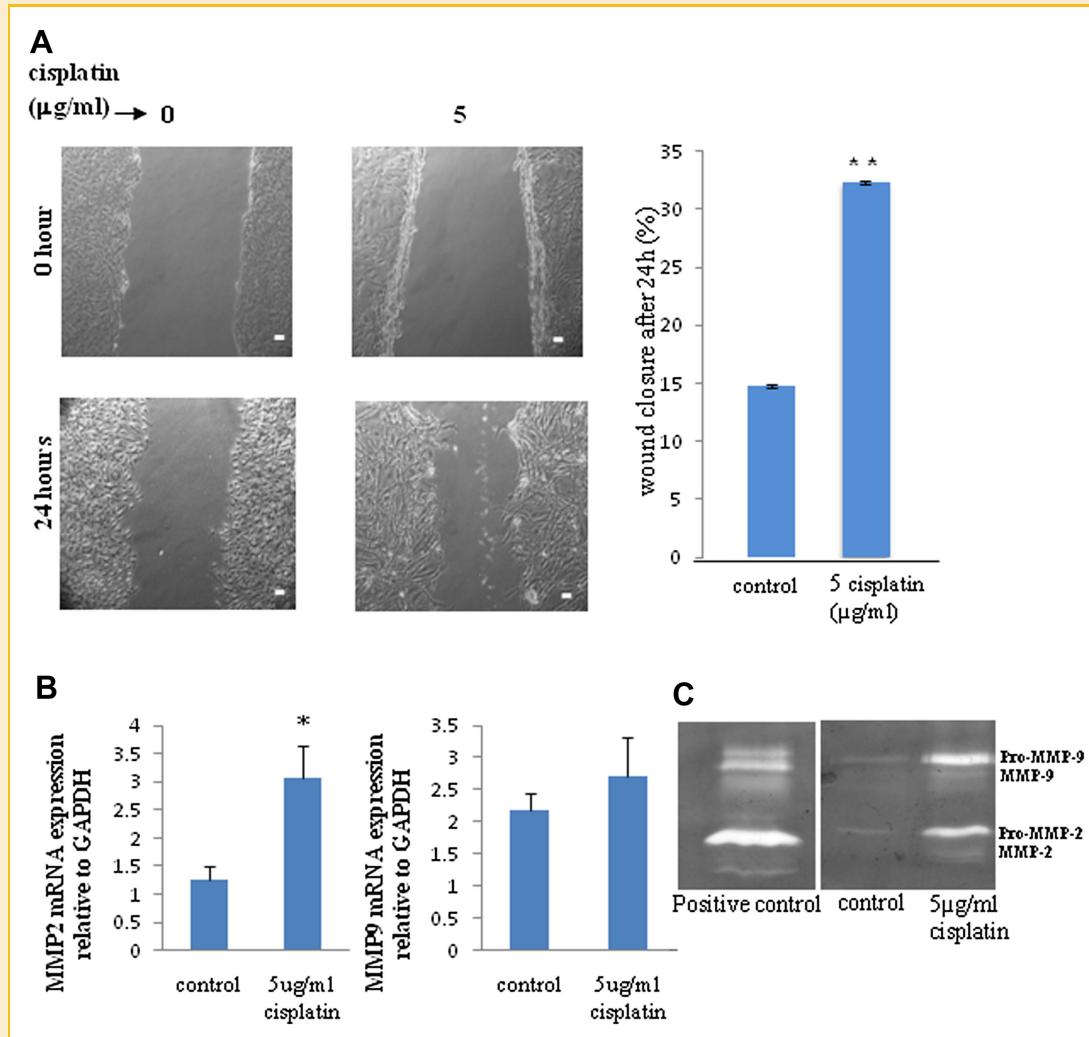 A
cisplatin
(µg/ml) → 0
5
0 hour
24 hours
wound closure after 24h (%)
35
30
25
20
15
10
5
0
* *
control
5 cisplatin
(µg/ml)
B
MMP2 mRNA expression
relative to GAPDH
4
3.5
3
2.5
2
1.5
1
0.5
0
*
control
5ug/ml
cisplatin
MMP9 mRNA expression
relative to GAPDH
3.5
3
2.5
2
1.5
1
0.5
0
control
5ug/ml
cisplatin
C
Pro-MMP-9
MMP-9
Pro-MMP-2
MMP-2
Positive control
control
5µg/ml
cisplatin